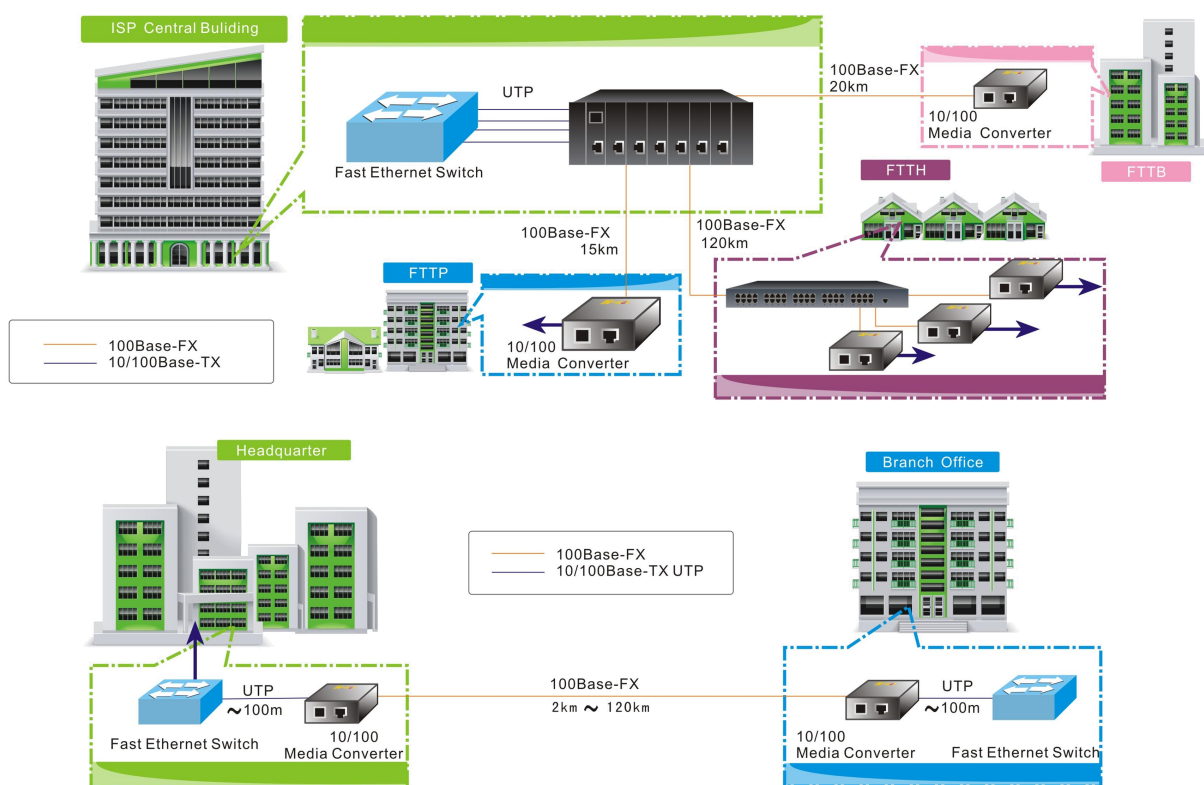 ISP Central Buliding
UTP
Fast Ethernet Switch
100Base-FX
20km
10/100
Media Converter
FTTB
FTTH
100Base-FX
15km
100Base-FX
120km
FTTP
10/100
Media Converter
100Base-FX
10/100Base-TX
Headquarter
Branch Office
100Base-FX
10/100Base-TX UTP
UTP
~100m
Fast Ethernet Switch
10/100
Media Converter
100Base-FX
2km ~ 120km
UTP
~100m
10/100
Media Converter
Fast Ethernet Switch